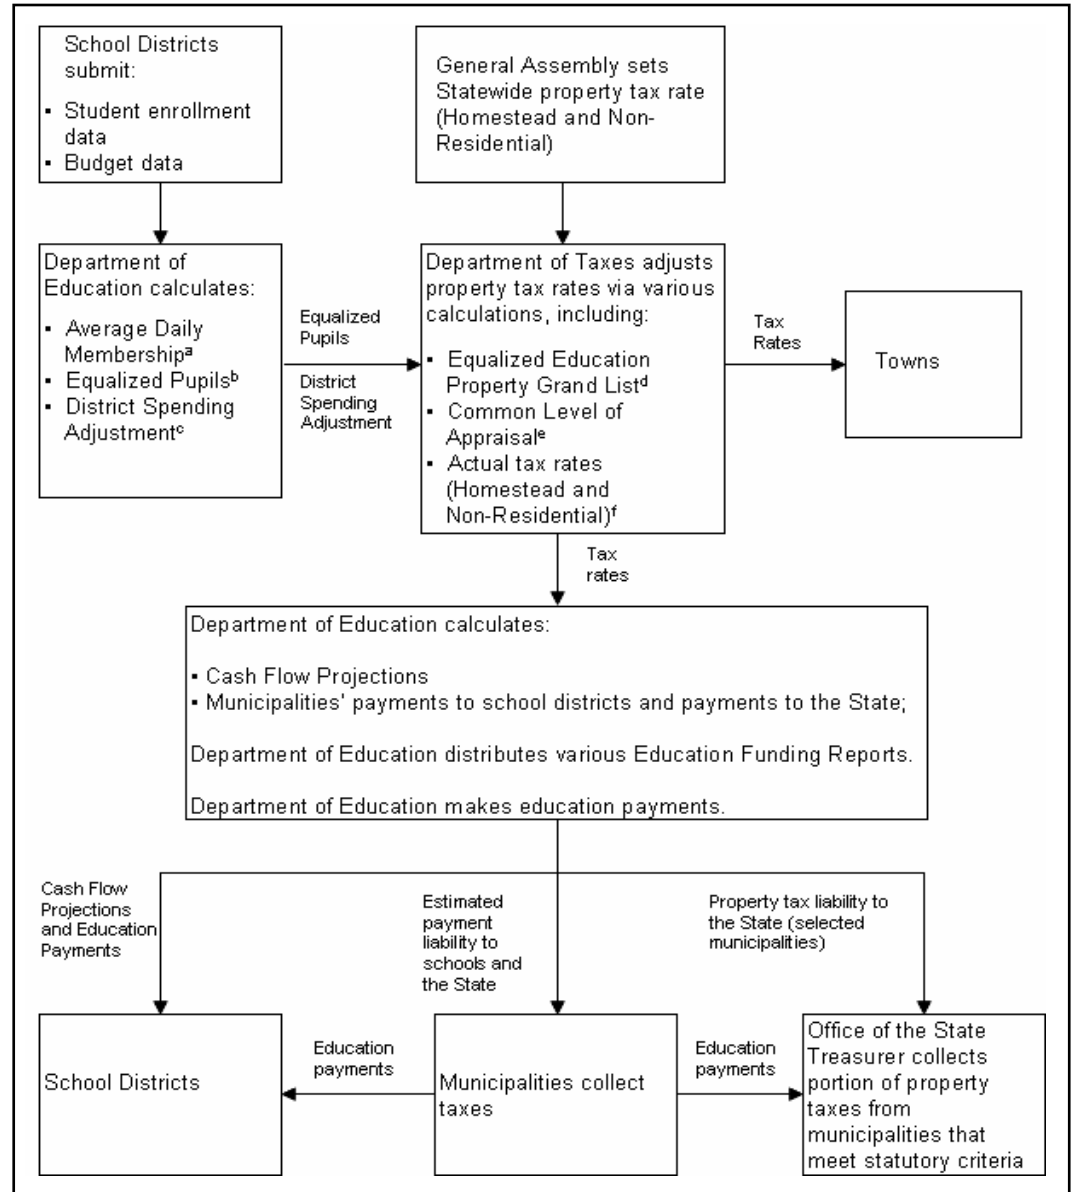 School Districts
submit:
▪ Student enrollment
data
▪ Budget data
General Assembly sets
Statewide property tax rate
(Homestead and Non-
Residential)
Department of
Education calculates:
▪ Average Daily
Membershipᵃ
▪ Equalized Pupilsᵇ
▪ District Spending
Adjustmentᶜ
Equalized
Pupils
District
Spending
Adjustment
Department of Taxes adjusts
property tax rates via various
calculations, including:
▪ Equalized Education
Property Grand Listᵈ
▪ Common Level of
Appraisalᵉ
▪ Actual tax rates
(Homestead and
Non-Residential)ᶠ
Tax
Rates
Towns
Tax
rates
Department of Education calculates:
▪ Cash Flow Projections
▪ Municipalities' payments to school districts and payments to the State;
Department of Education distributes various Education Funding Reports.
Department of Education makes education payments.
Cash Flow
Projections
and Education
Payments
Estimated
payment
liability to
schools and
the State
Property tax liability to
the State (selected
municipalities)
School Districts
Education
payments
Municipalities collect
taxes
Education
payments
Office of the State
Treasurer collects
portion of property
taxes from
municipalities that
meet statutory criteria